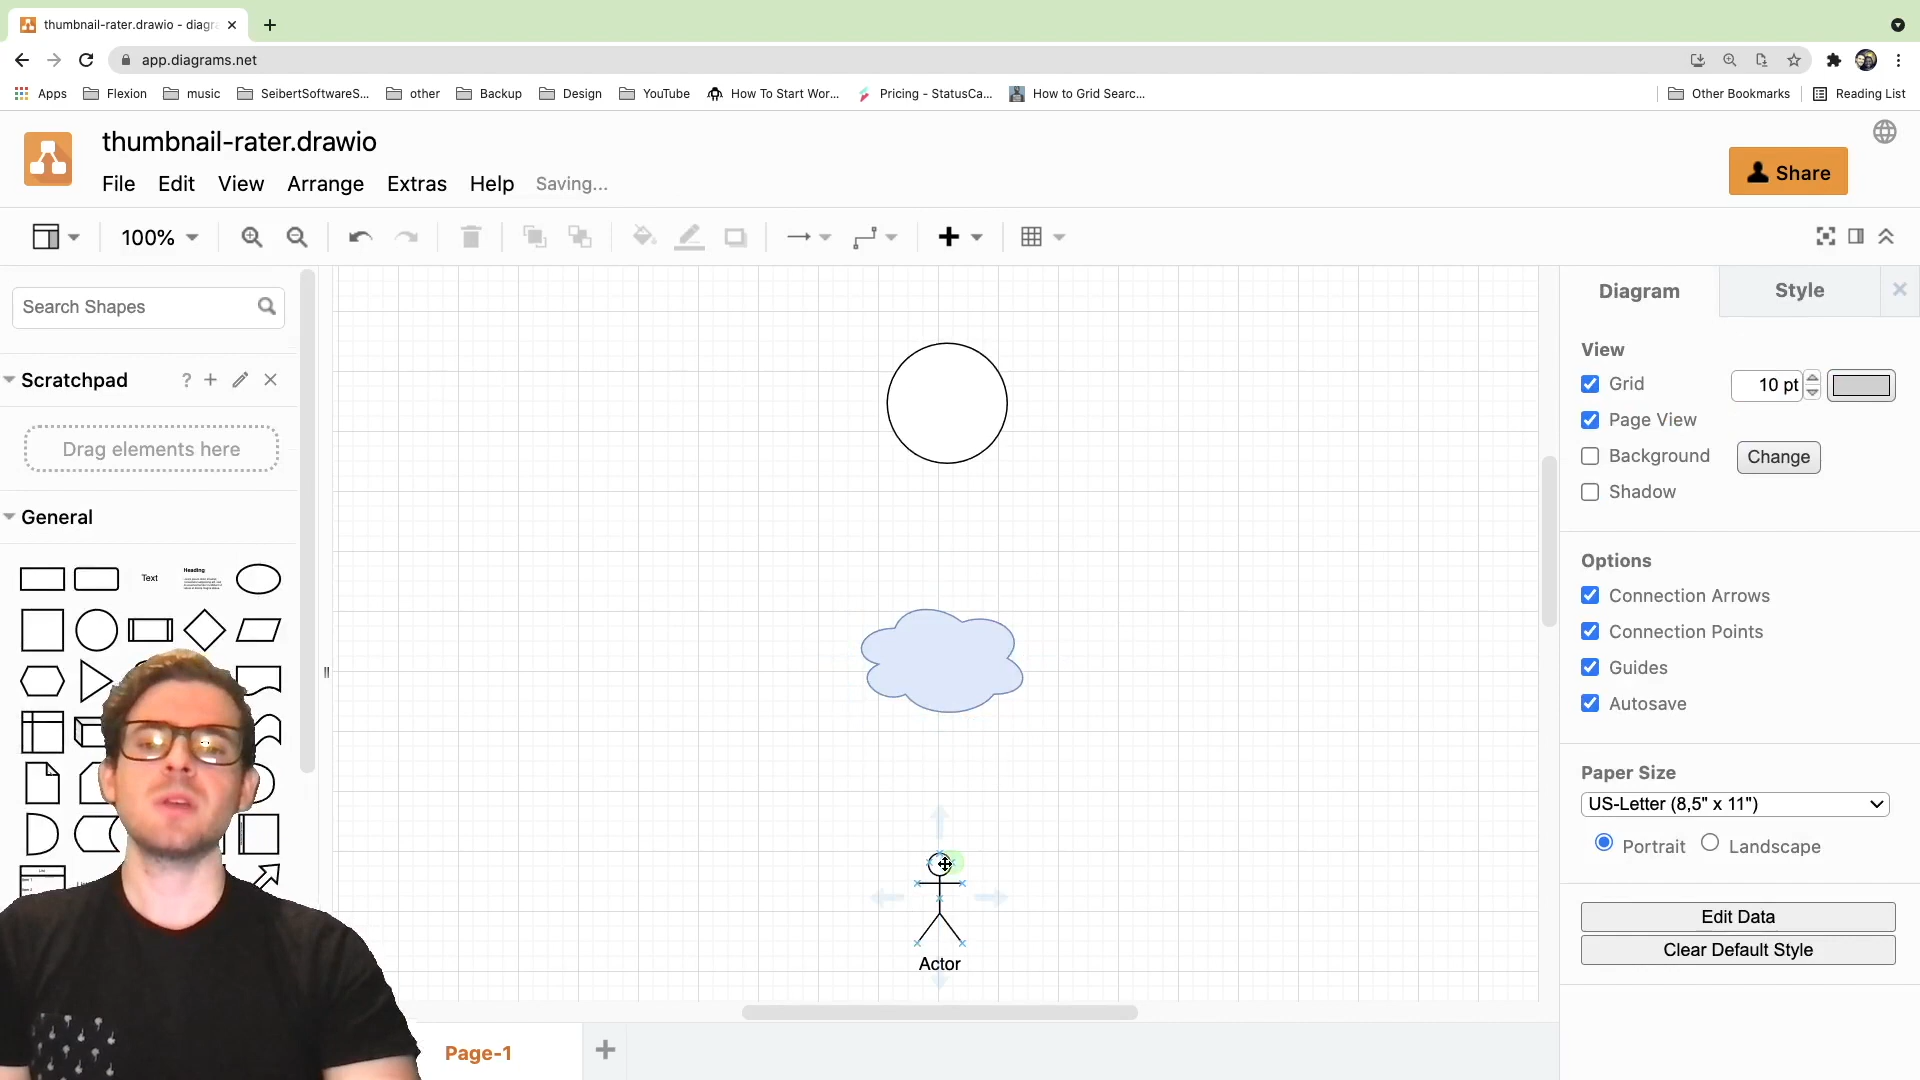 thumbnail-rater.drawio - diagr
app.diagrams.net
Apps Flexion music SeibertSoftwareS... other Backup Design YouTube How To Start Wor... Pricing - StatusCa... How to Grid Searc... Other Bookmarks Reading List
thumbnail-rater.drawio
File Edit View Arrange Extras Help Saving...
Share
100%
Search Shapes
Scratchpad
?
Drag elements here
General
Text
Heading
Actor
Page-1
Diagram Style
View
Grid 10 pt
Page View
Background Change
Shadow
Options
Connection Arrows
Connection Points
Guides
Autosave
Paper Size
US-Letter (8,5" x 11")
Portrait Landscape
Edit Data
Clear Default Style